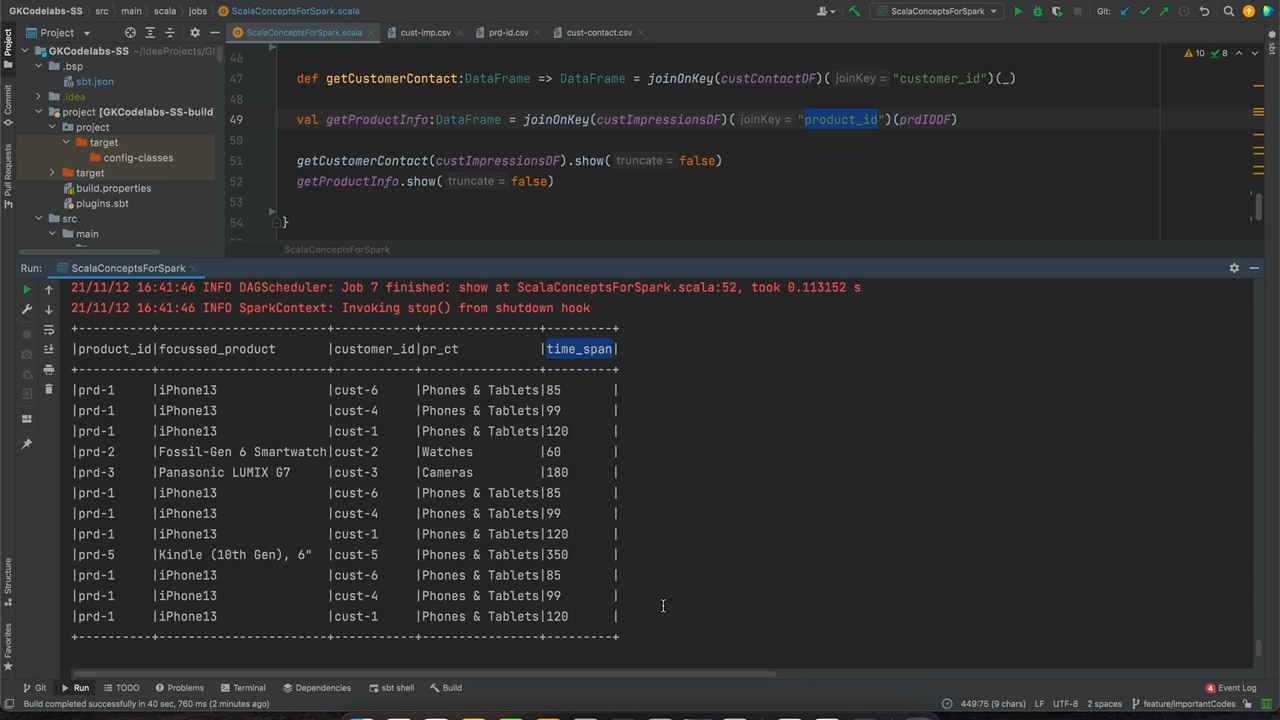 GKCodelabs-SS
src
main
scala
jobs
ScalaConceptsForSpark.scala
ScalaConceptsForSpark
Git:
Project
ScalaConceptsForSpark.scala
cust-imp.csv
prd-id.csv
cust-contact.csv
Project
Commit
Pull Requests
Structure
Favorites
sbt
GKCodelabs-SS
.bsp
sbt.json
.idea
project [GKCodelabs-SS-build
project
target
config-classes
target
build.properties
plugins.sbt
src
main
10 8
46
47 def getCustomerContact:DataFrame => DataFrame = joinOnKey(custContactDF)( joinKey = "customer_id")(_)
48
49 val getProductInfo:DataFrame = joinOnKey(custImpressionsDF)( joinKey = "product_id")(prdIDDF)
50
51 getCustomerContact(custImpressionsDF).show( truncate = false)
52 getProductInfo.show( truncate = false)
53
54 }
ScalaConceptsForSpark
Run: ScalaConceptsForSpark
21/11/12 16:41:46 INFO DAGScheduler: Job 7 finished: show at ScalaConceptsForSpark.scala:52, took 0.113152 s
21/11/12 16:41:46 INFO SparkContext: Invoking stop() from shutdown hook
+----------+-----------------------+-----------+----------------+---------+
|product_id|focussed_product       |customer_id|pr_ct           |time_span|
+----------+-----------------------+-----------+----------------+---------+
|prd-1     |iPhone13               |cust-6     |Phones & Tablets|85       |
|prd-1     |iPhone13               |cust-4     |Phones & Tablets|99       |
|prd-1     |iPhone13               |cust-1     |Phones & Tablets|120      |
|prd-2     |Fossil-Gen 6 Smartwatch|cust-2     |Watches         |60       |
|prd-3     |Panasonic LUMIX G7     |cust-3     |Cameras         |180      |
|prd-1     |iPhone13               |cust-6     |Phones & Tablets|85       |
|prd-1     |iPhone13               |cust-4     |Phones & Tablets|99       |
|prd-1     |iPhone13               |cust-1     |Phones & Tablets|120      |
|prd-5     |Kindle (10th Gen), 6"  |cust-5     |Phones & Tablets|350      |
|prd-1     |iPhone13               |cust-6     |Phones & Tablets|85       |
|prd-1     |iPhone13               |cust-4     |Phones & Tablets|99       |
|prd-1     |iPhone13               |cust-1     |Phones & Tablets|120      |
+----------+-----------------------+-----------+----------------+---------+
Git
Run
TODO
Problems
Terminal
Dependencies
sbt shell
Build
4 Event Log
Build completed successfully in 40 sec, 760 ms (2 minutes ago)
449:75 (9 chars)
LF
UTF-8
2 spaces
feature/importantCodes